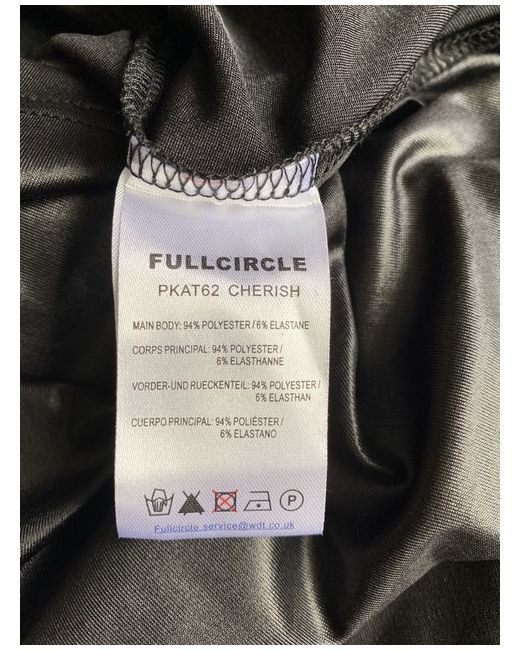 FULLCIRCLE
PKAT62 CHERISH
MAIN BODY: 94% POLYESTER / 6% ELASTANE
CORPS PRINCIPAL: 94% POLYESTER /
6% ELASTHANNE
VORDER-UND RUECKENTEIL: 94% POLYESTER /
6% ELASTHAN
CUERPO PRINCIPAL: 94% POLIÉSTER /
6% ELASTANO
P
Fullcircle.service@wdt.co.uk